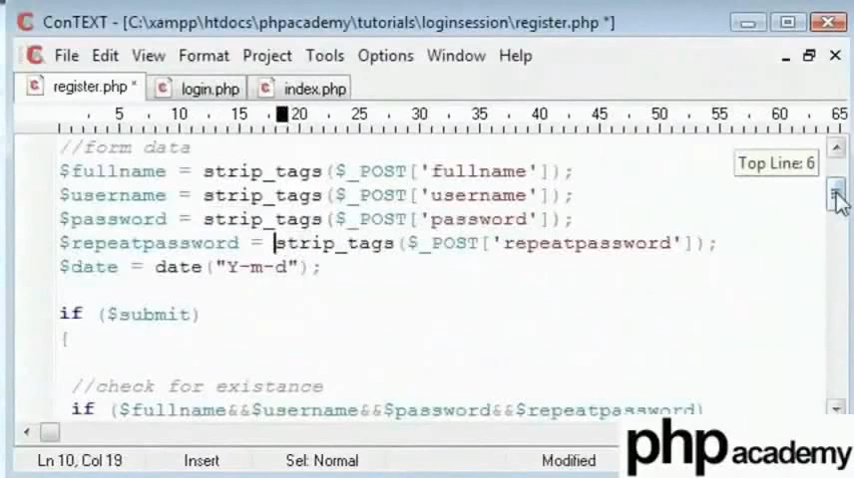 ConTEXT - [C:\xampp\htdocs\phpacademy\tutorials\loginsession\register.php *]
File Edit View Format Project Tools Options Window Help
register.php * login.php index.php
5 10 15 20 25 30 35 40 45 50 55 60 65
//form data
$fullname = strip_tags($_POST['fullname']);
Top Line: 6
$username = strip_tags($_POST['username']);
$password = strip_tags($_POST['password']);
$repeatpassword = strip_tags($_POST['repeatpassword']);
$date = date("Y-m-d");
if ($submit)
{
//check for existance
if ($fullname&&$username&&$password&&$repeatpassword)
Ln 10, Col 19 Insert Sel: Normal Modified
php academy